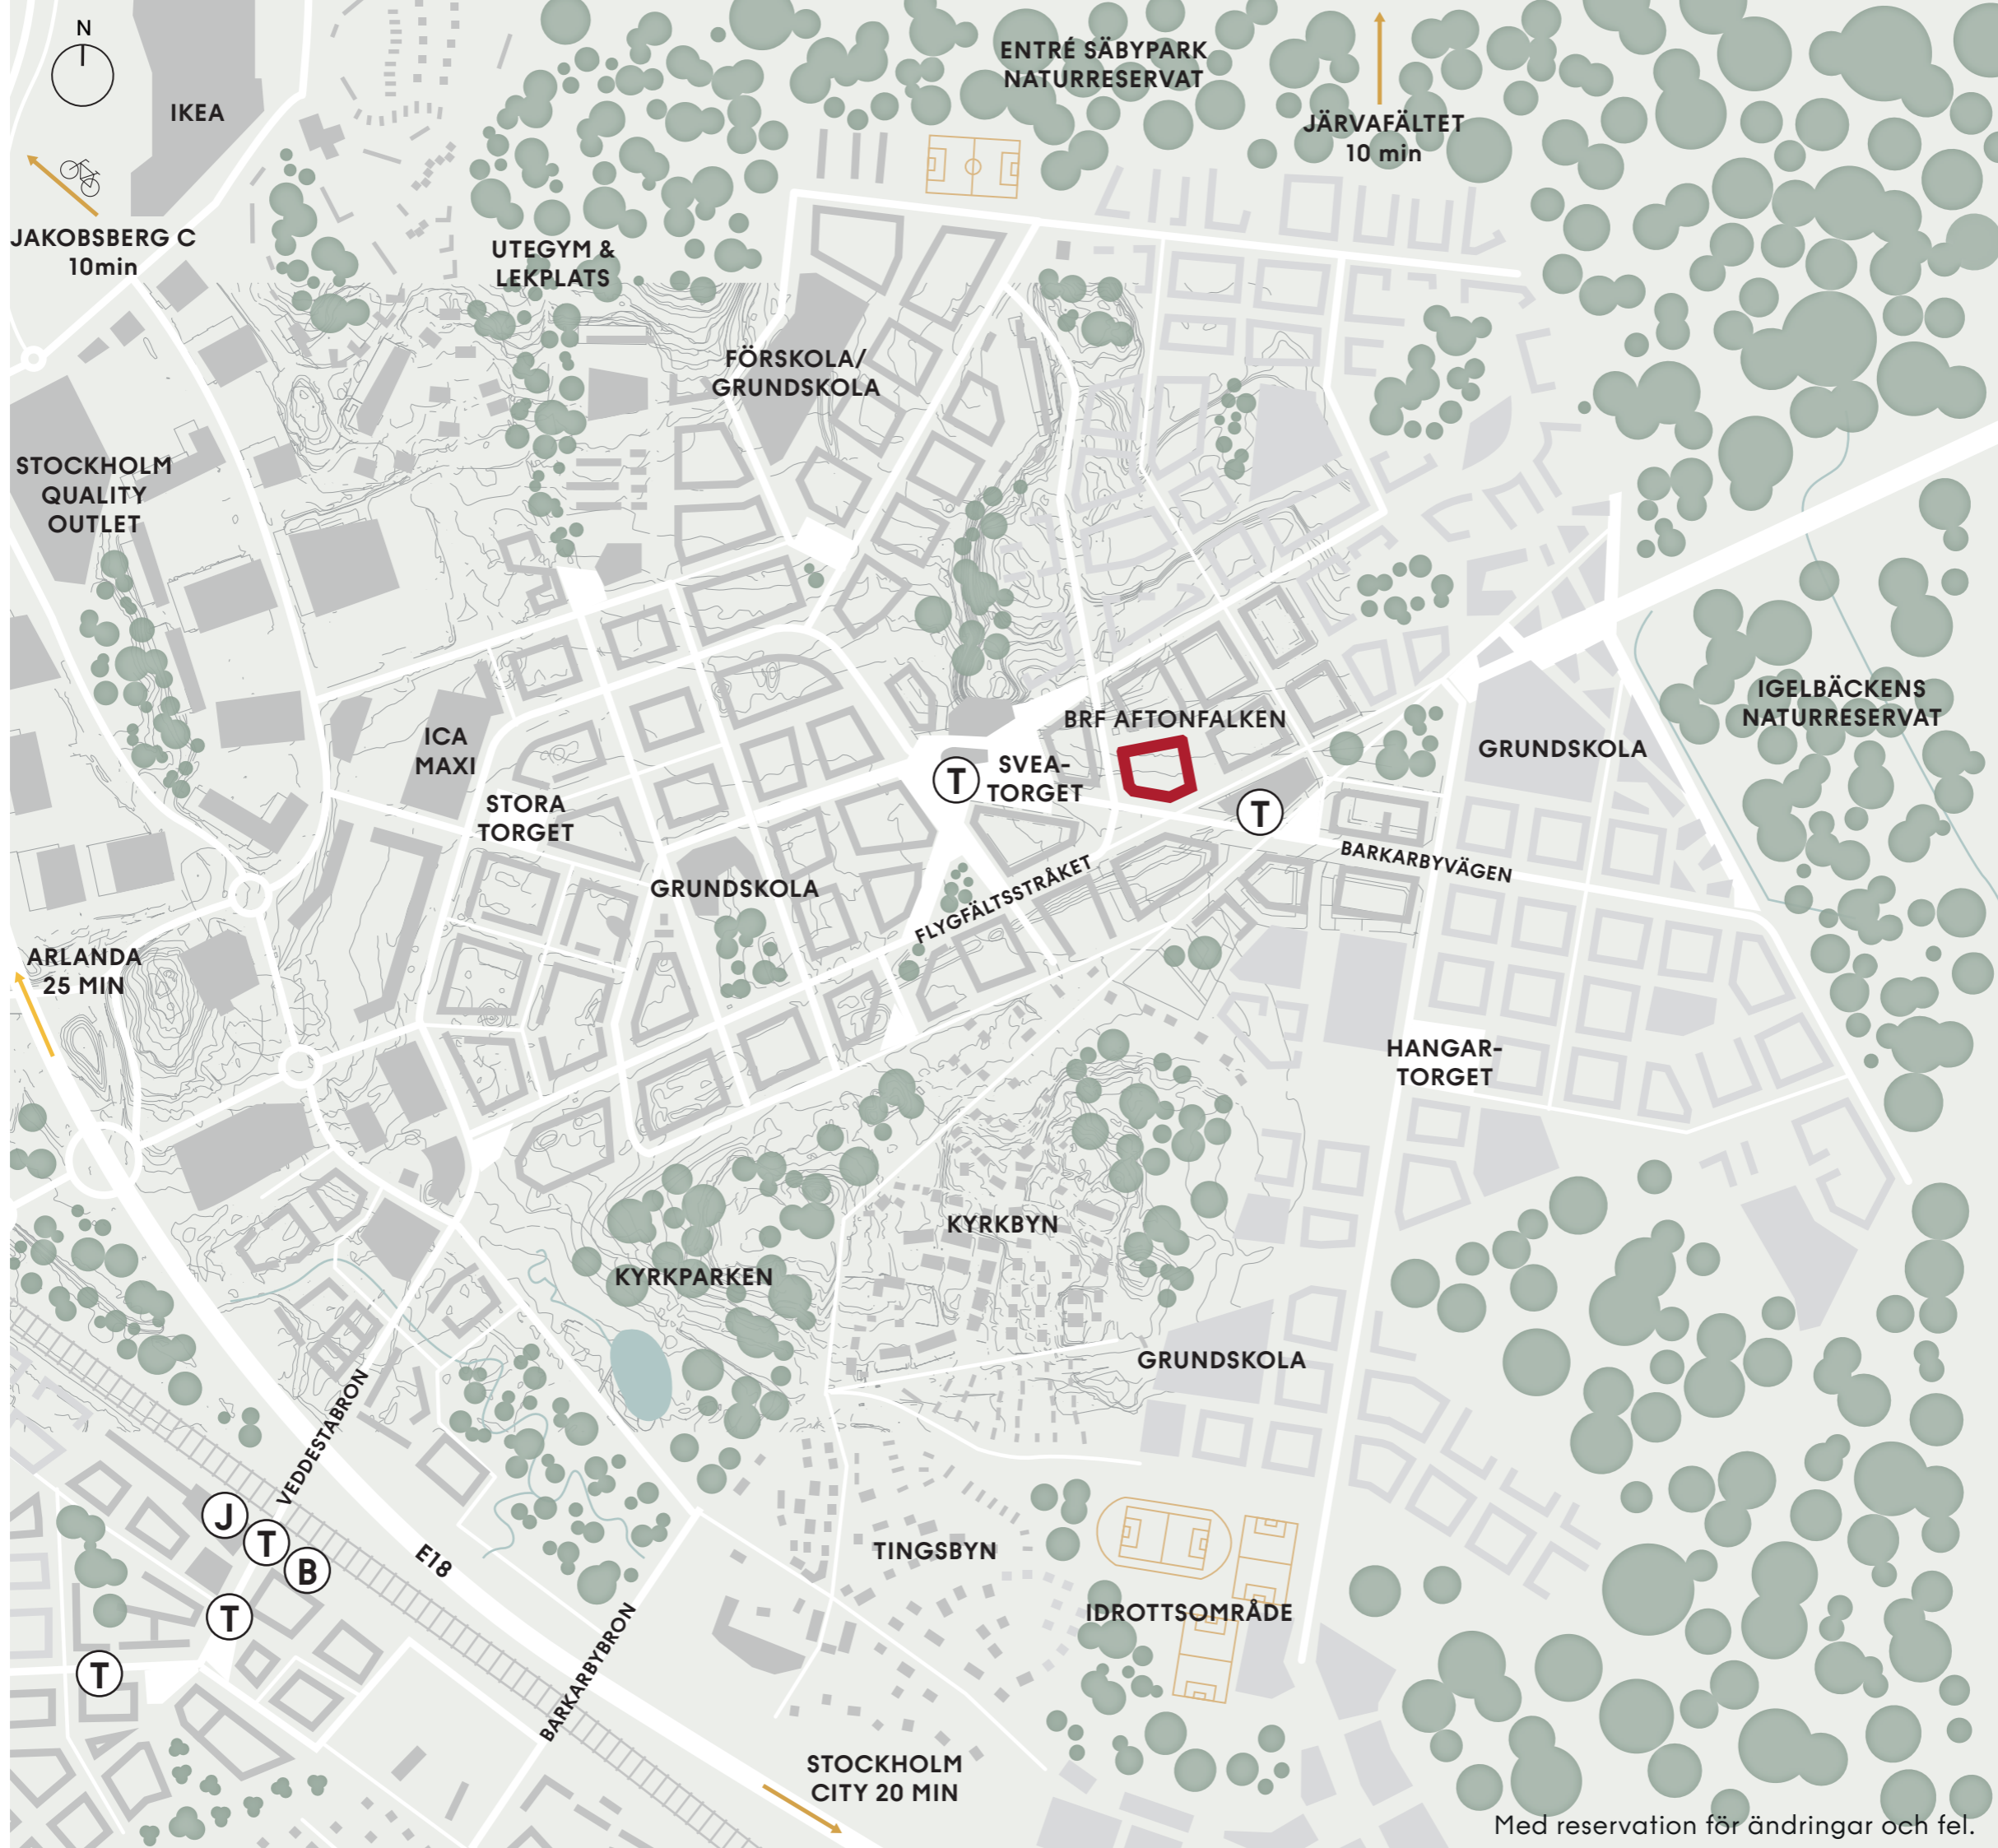 N
IKEA
ENTRÉ SÄBYPARK
NATURRESERVAT
JÄRVAFÄLTET
10 min
JAKOBSBERG C
10min
UTEGYM &
LEKPLATS
FÖRSKOLA/
GRUNDSKOLA
STOCKHOLM
QUALITY
OUTLET
IGELBÄCKENS
NATURRESERVAT
BRF AFTONFALKEN
GRUNDSKOLA
ICA
MAXI
T
SVEA-
TORGET
STORA
TORGET
T
BARKARBYVÄGEN
GRUNDSKOLA
FLYGFÄLTSSTRÅKET
ARLANDA
25 MIN
HANGAR-
TORGET
KYRKBYN
KYRKPARKEN
GRUNDSKOLA
VEDDESTABRON
J
T
B
E18
TINGSBYN
T
IDROTTSOMRÅDE
T
BARKARBYBRON
STOCKHOLM
CITY 20 MIN
Med reservation för ändringar och fel.